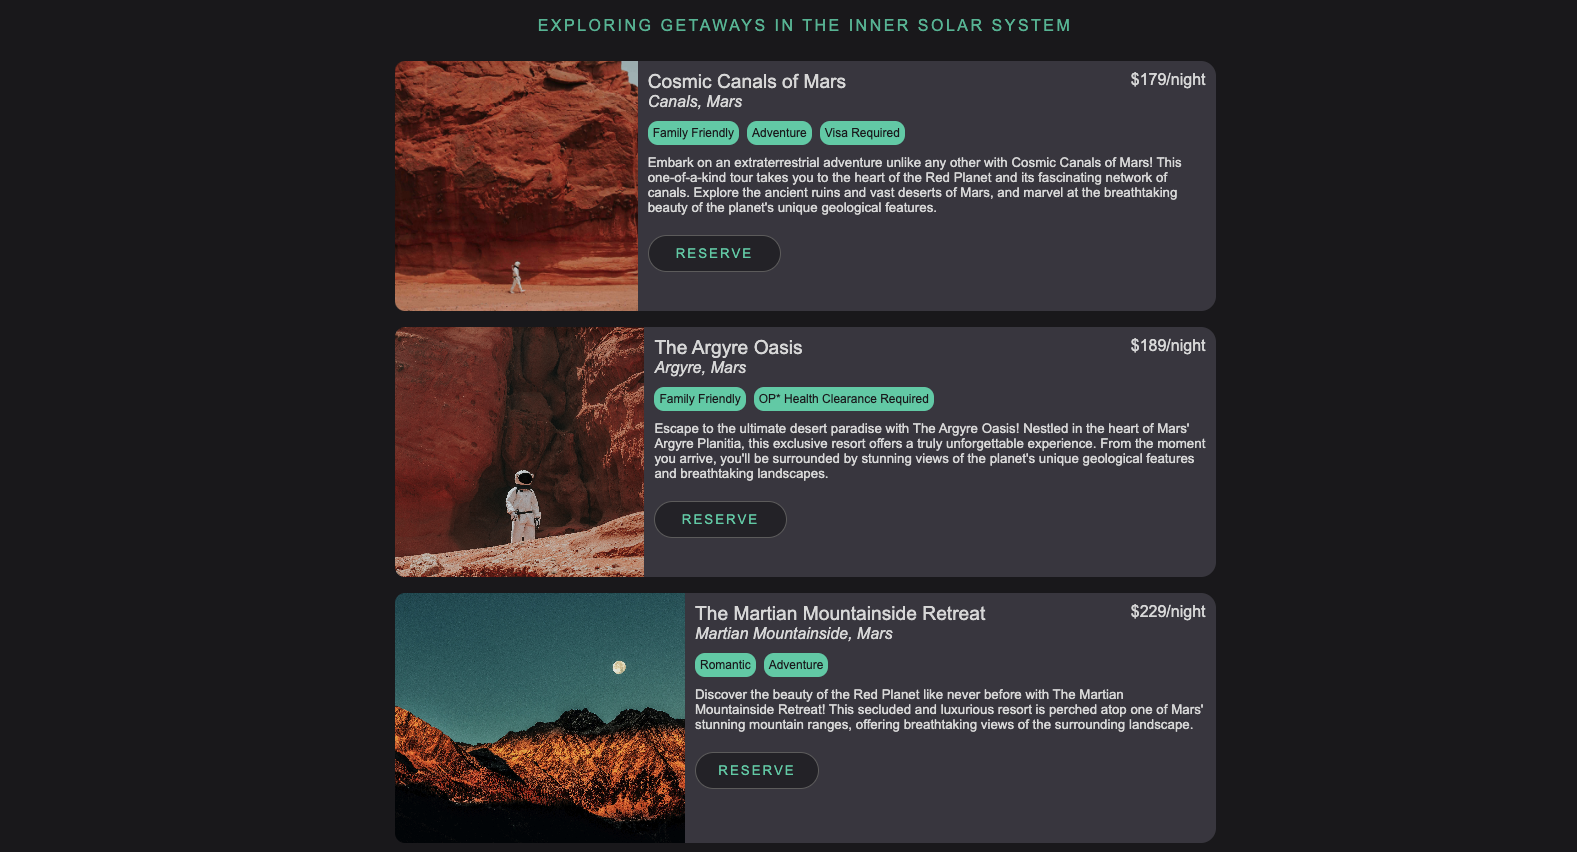 EXPLORING GETAWAYS IN THE INNER SOLAR SYSTEM
Cosmic Canals of Mars
$179/night
Canals, Mars
Family Friendly Adventure Visa Required
Embark on an extraterrestrial adventure unlike any other with Cosmic Canals of Mars! This
one-of-a-kind tour takes you to the heart of the Red Planet and its fascinating network of
canals. Explore the ancient ruins and vast deserts of Mars, and marvel at the breathtaking
beauty of the planet's unique geological features.
RESERVE
The Argyre Oasis
$189/night
Argyre, Mars
Family Friendly OP* Health Clearance Required
Escape to the ultimate desert paradise with The Argyre Oasis! Nestled in the heart of Mars'
Argyre Planitia, this exclusive resort offers a truly unforgettable experience. From the moment
you arrive, you'll be surrounded by stunning views of the planet's unique geological features
and breathtaking landscapes.
RESERVE
The Martian Mountainside Retreat
$229/night
Martian Mountainside, Mars
Romantic Adventure
Discover the beauty of the Red Planet like never before with The Martian
Mountainside Retreat! This secluded and luxurious resort is perched atop one of Mars'
stunning mountain ranges, offering breathtaking views of the surrounding landscape.
RESERVE